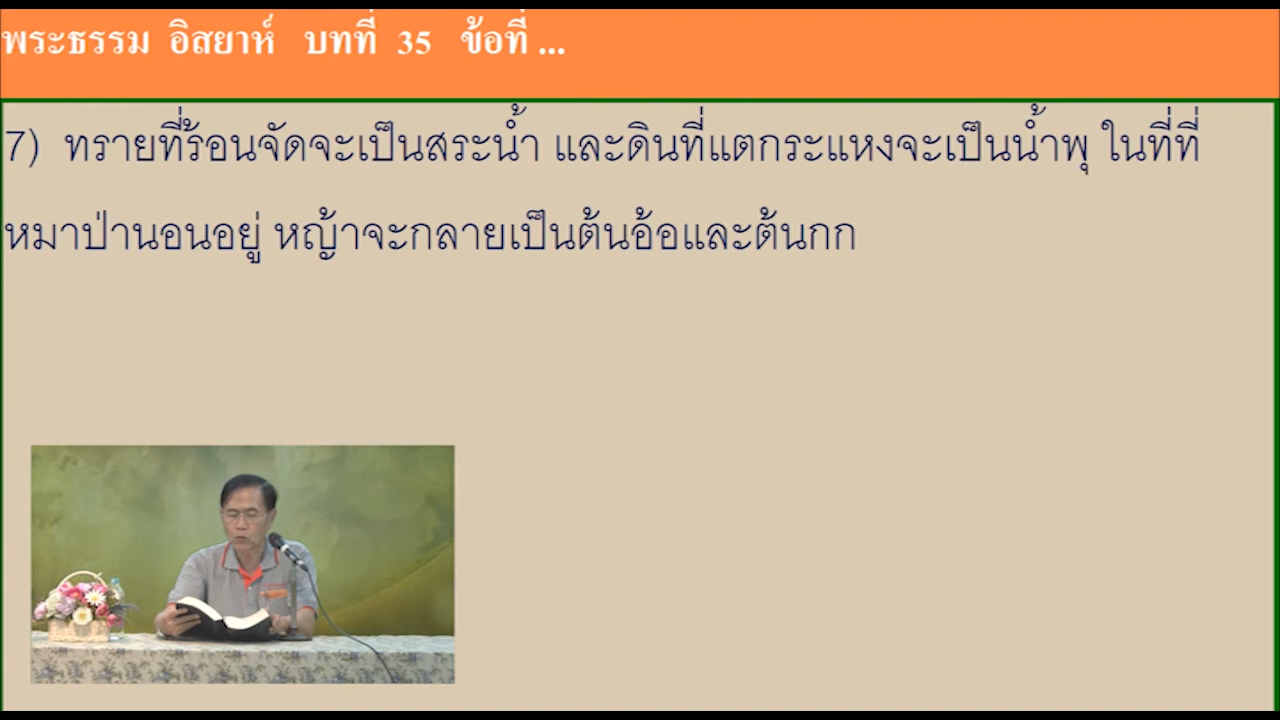 พระธรรม อิสยาห์ บทที่ 35 ข้อที่ ...
7) ทรายที่ร้อนจัดจะเป็นสระน้ำ และดินที่แตกระแหงจะเป็นน้ำพุ ในที่ที่
หมาป่านอนอยู่ หญ้าจะกลายเป็นต้นอ้อและต้นกก